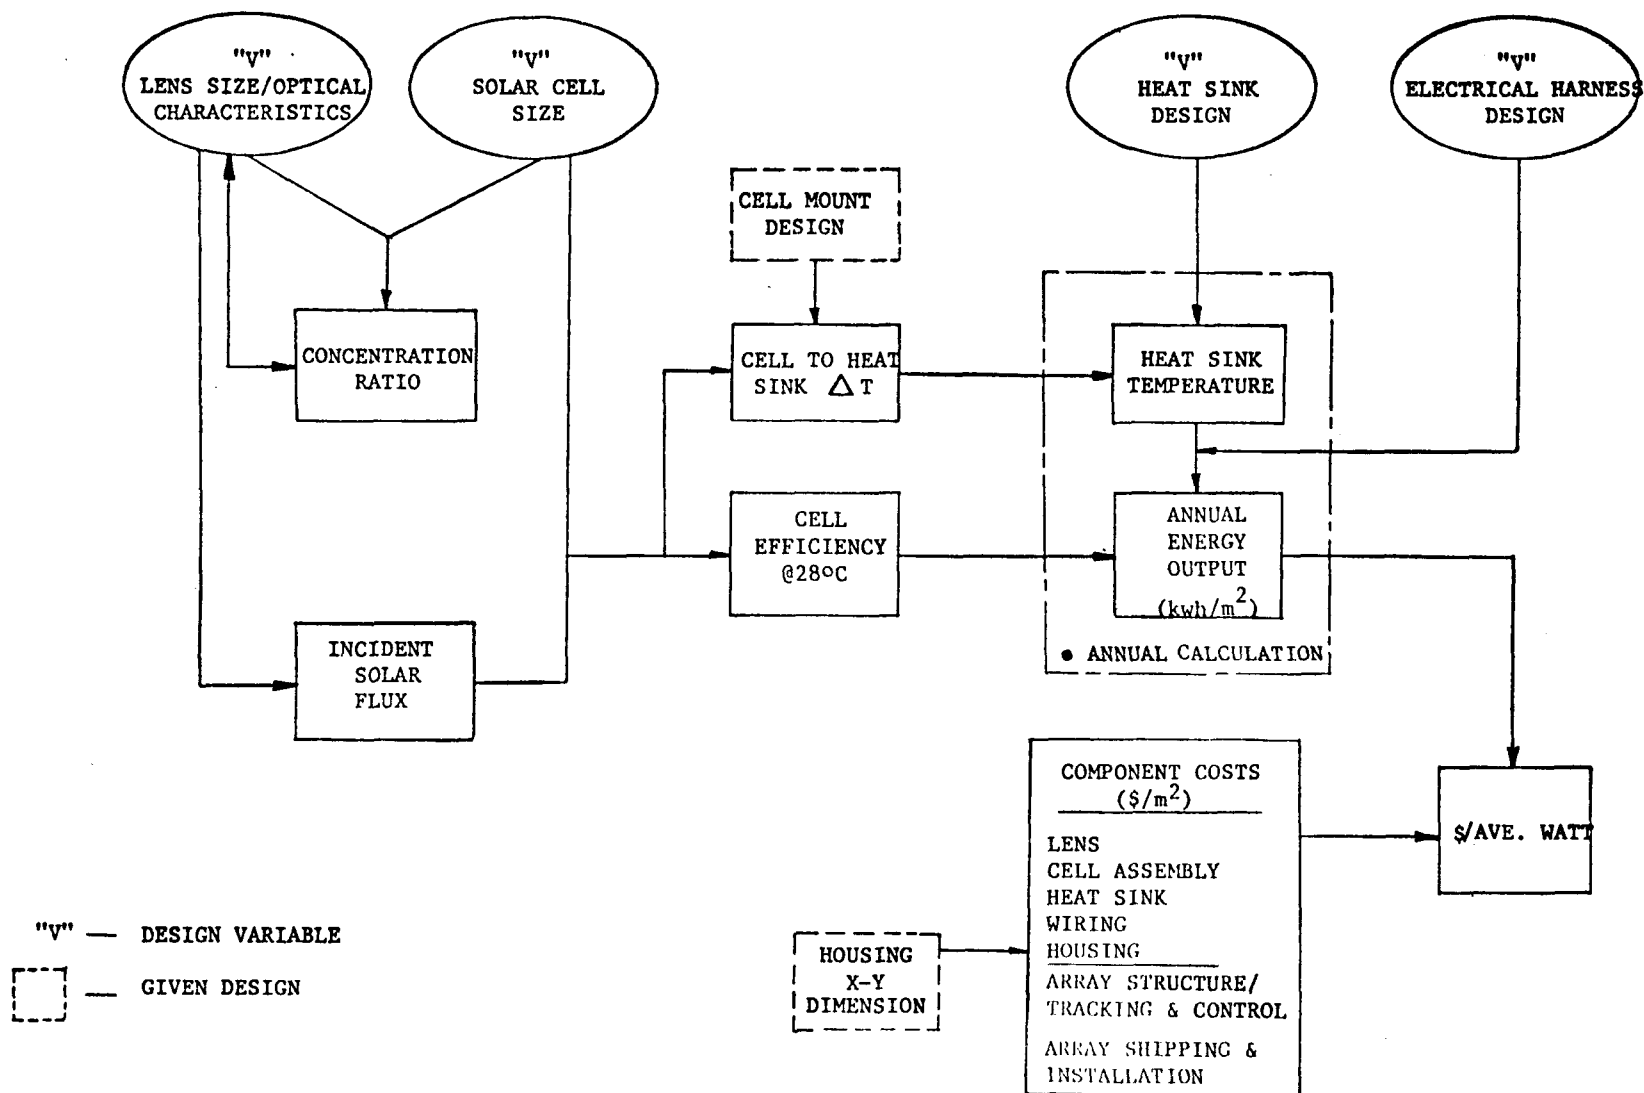 "V"
LENS SIZE/OPTICAL
CHARACTERISTICS
"V"
SOLAR CELL
SIZE
"V"
HEAT SINK
DESIGN
"V"
ELECTRICAL HARNESS
DESIGN
CELL MOUNT
DESIGN
CONCENTRATION
RATIO
CELL TO HEAT
SINK △ T
HEAT SINK
TEMPERATURE
CELL
EFFICIENCY
@28ºC
ANNUAL
ENERGY
OUTPUT
(kwh/m²)
● ANNUAL CALCULATION
INCIDENT
SOLAR
FLUX
COMPONENT COSTS
($/m²)
LENS
CELL ASSEMBLY
HEAT SINK
WIRING
HOUSING
ARRAY STRUCTURE/
TRACKING & CONTROL
ARRAY SHIPPING &
INSTALLATION
$/AVE. WATT
HOUSING
X-Y
DIMENSION
"V" — DESIGN VARIABLE
— GIVEN DESIGN